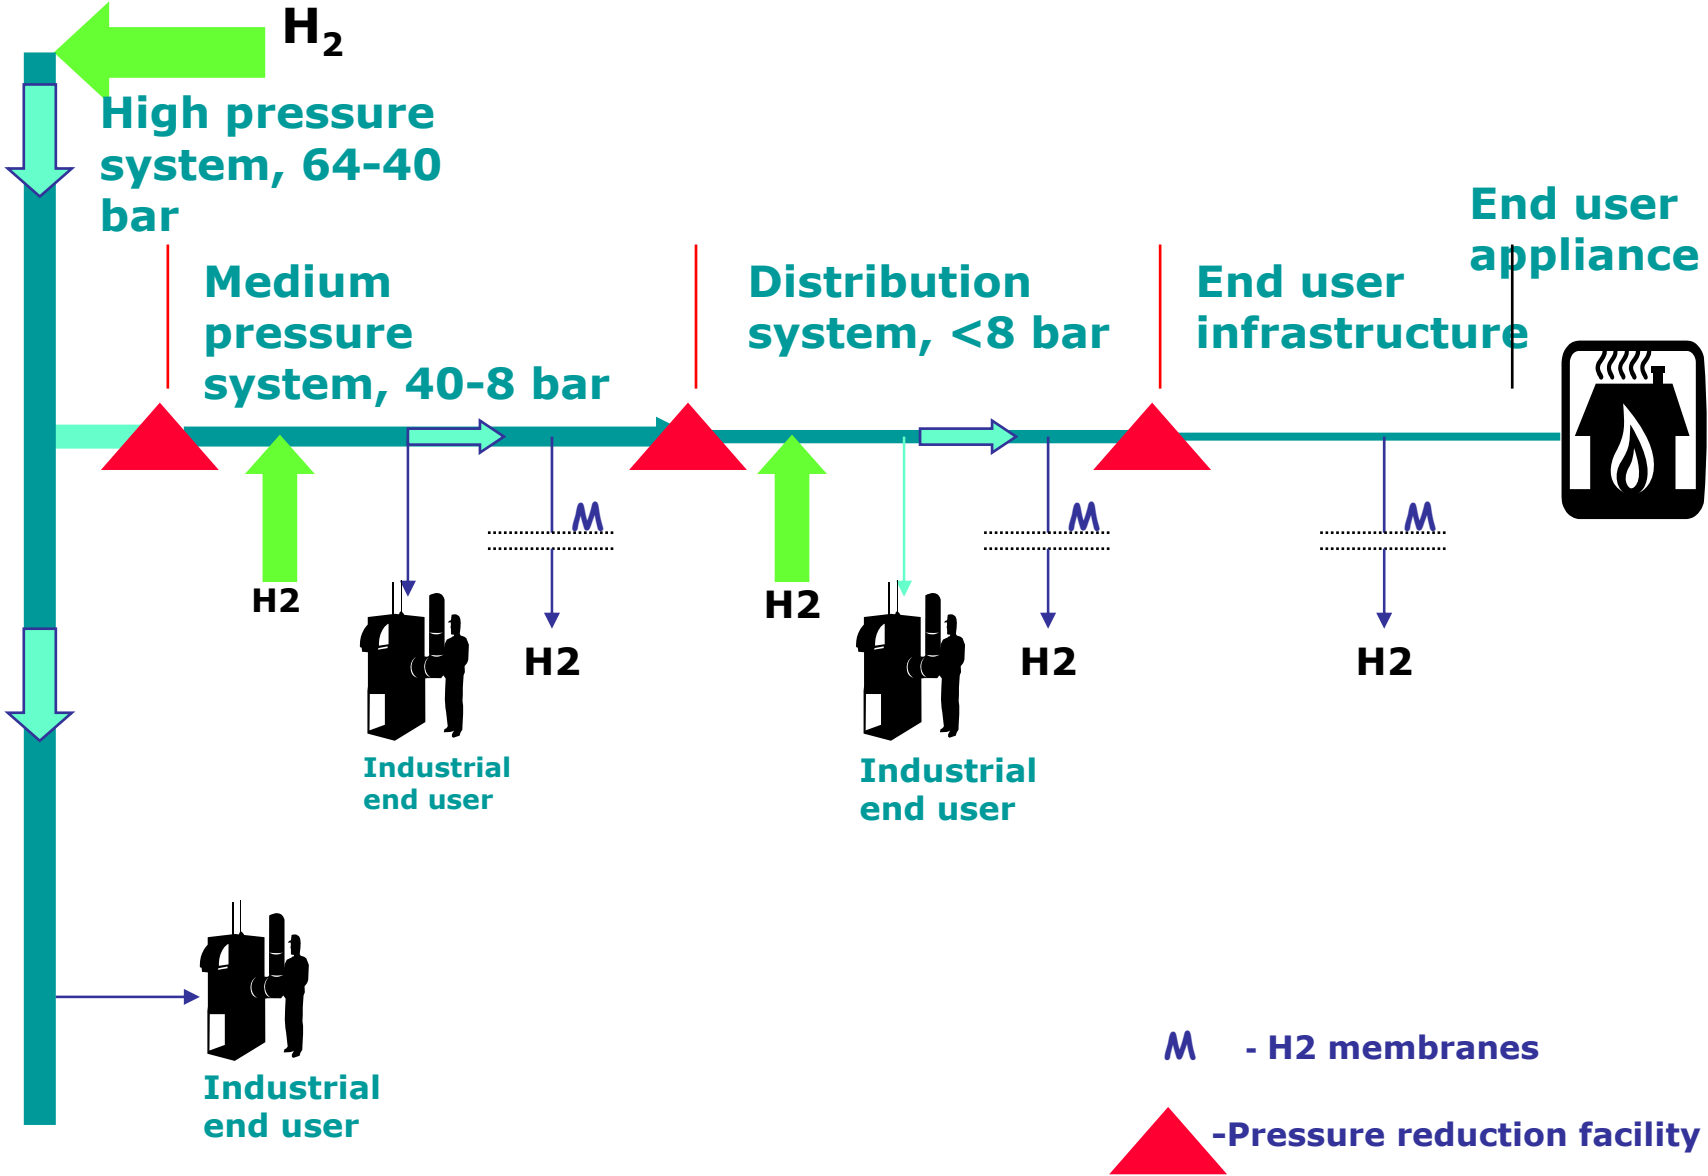 H2
High pressure
system, 64-40
bar
End user
appliance
Medium
pressure
system, 40-8 bar
Distribution
system, <8 bar
End user
infrastructure
M
M
M
H2
H2
H2
H2
H2
Industrial
end user
Industrial
end user
Industrial
end user
M - H2 membranes
-Pressure reduction facility